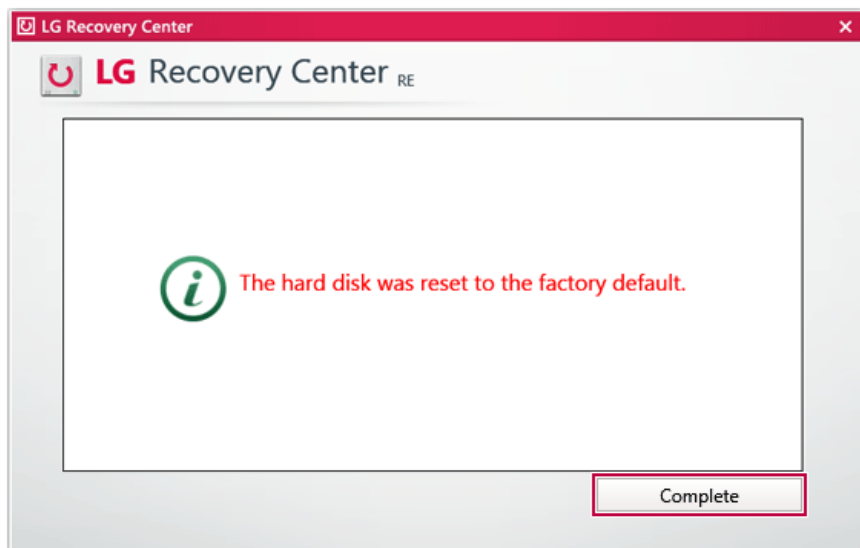 LG Recovery Center
LG Recovery Center RE
The hard disk was reset to the factory default.
Complete